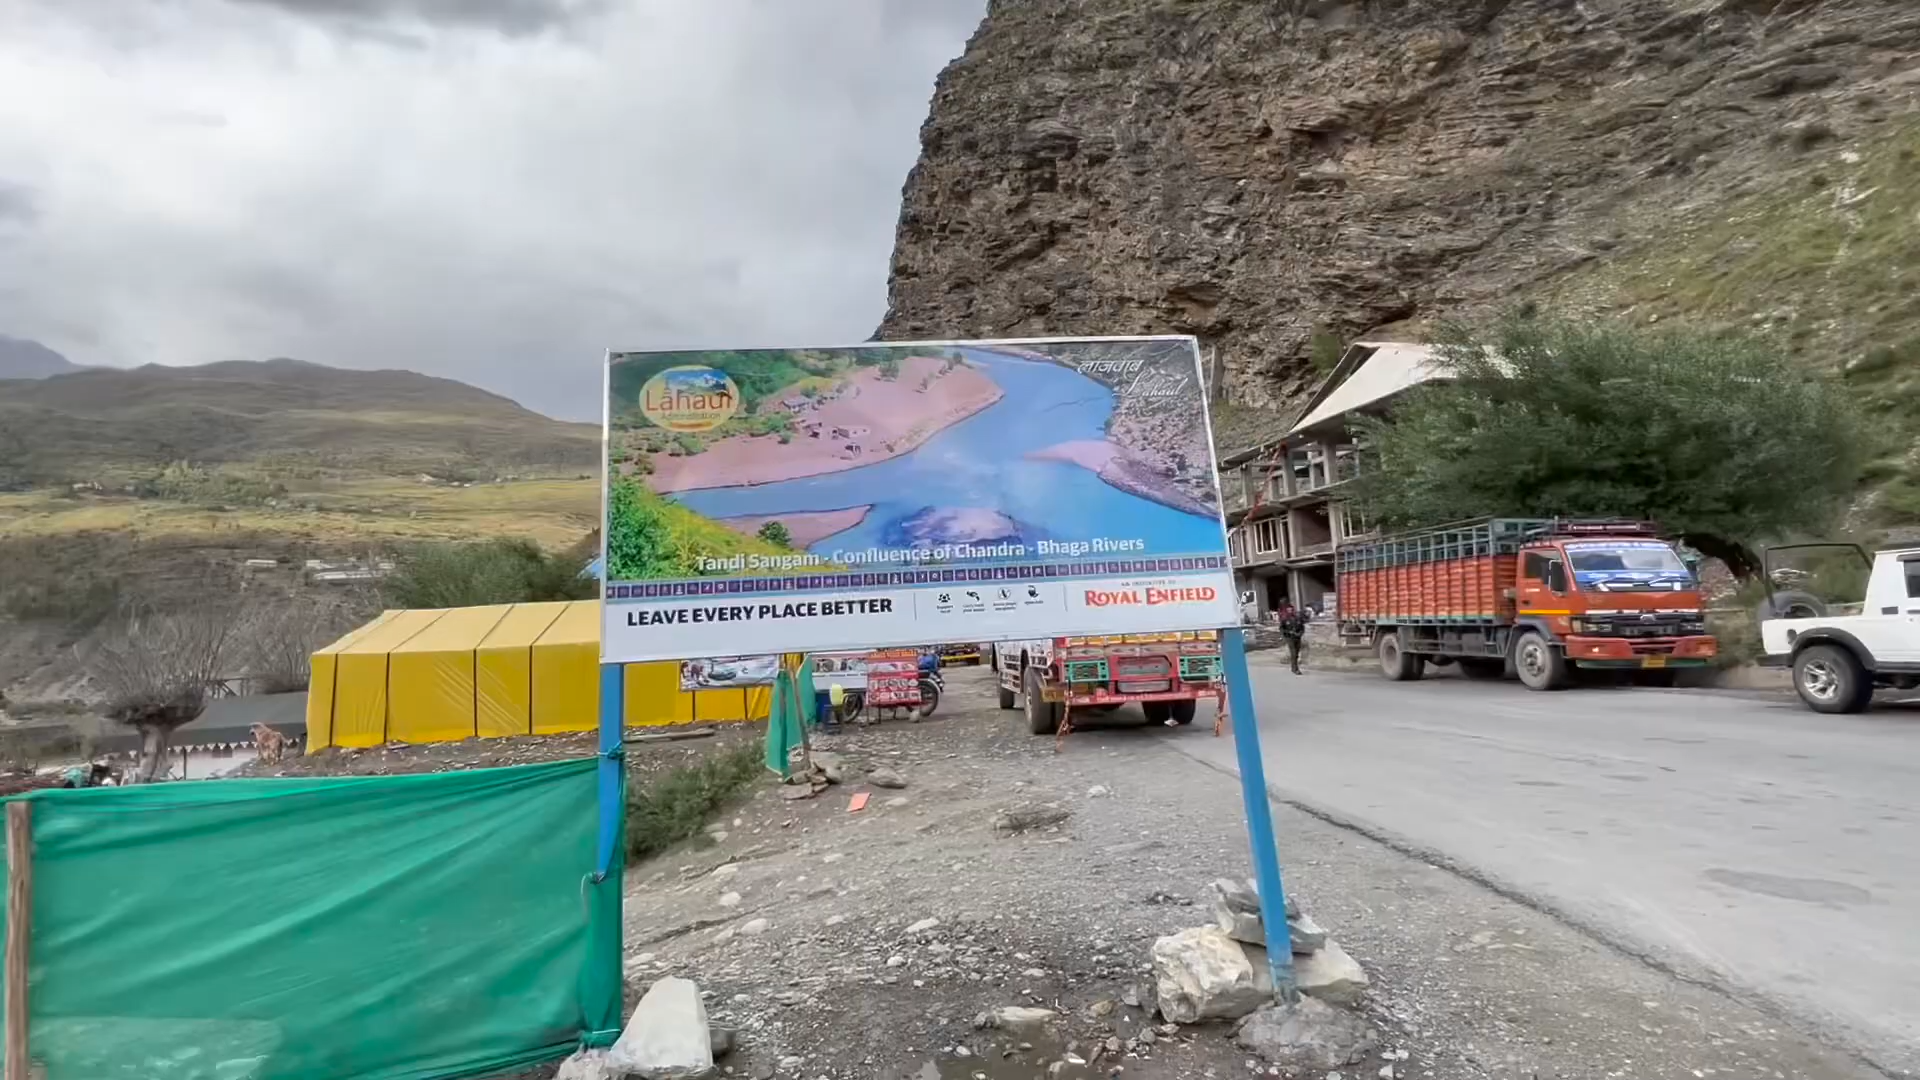 Lahaul
Administration
लाजवाब
Lahaul
Tandi Sangam - Confluence of Chandra - Bhaga Rivers
LEAVE EVERY PLACE BETTER
AN INITIATIVE BY
ROYAL ENFIELD